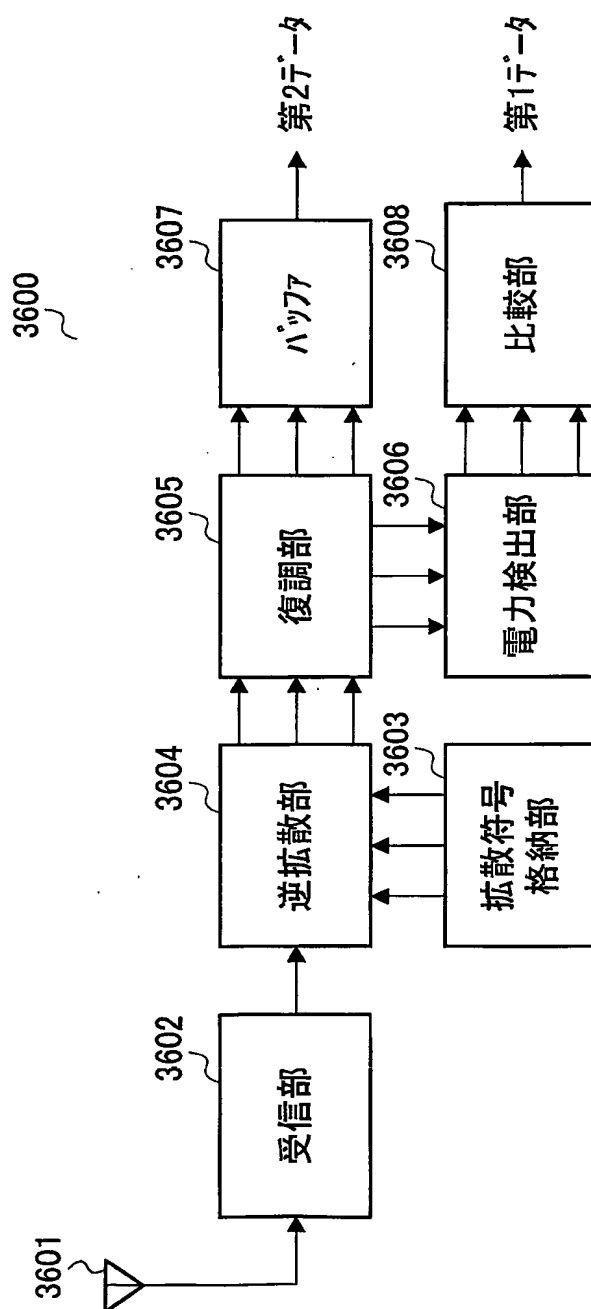 3600
3601
3602
受信部
3604
逆拡散部
3603
拡散符号
格納部
3605
復調部
3606
電力検出部
3607
バッファ
第2データ
3608
比較部
第1データ